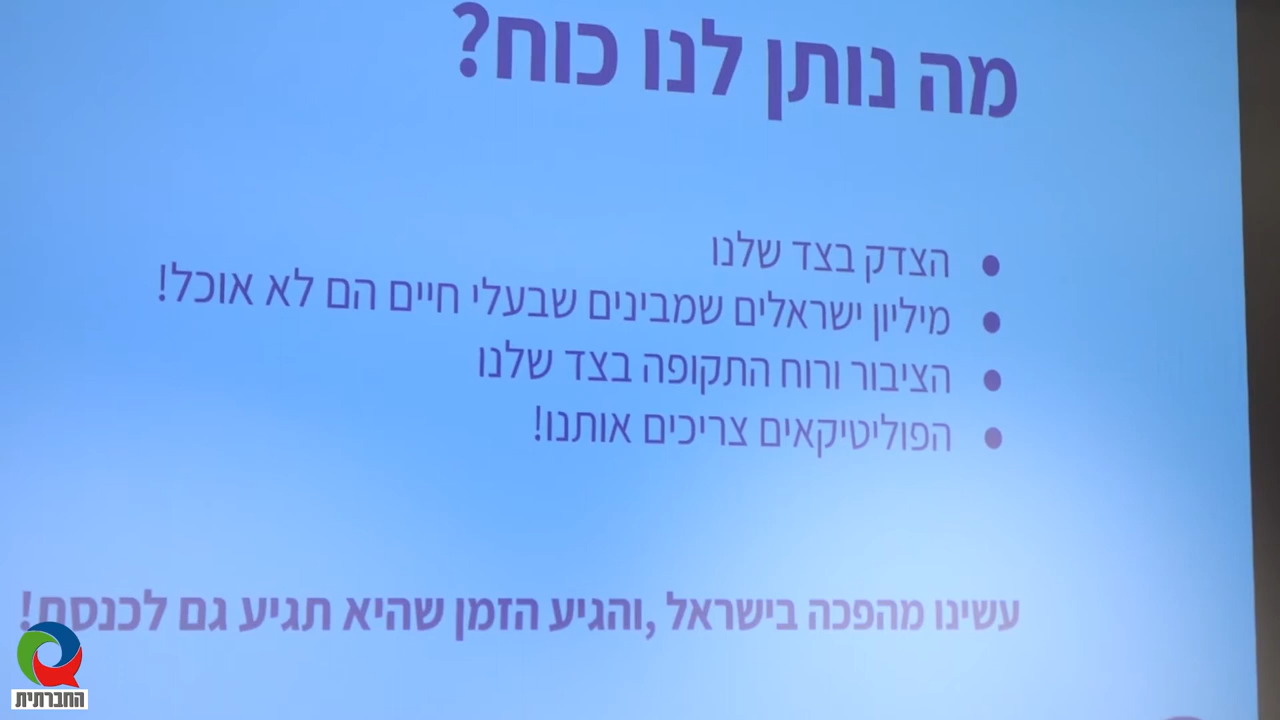 מה נותן לנו כוח?
הצדק בצד שלנו
מיליון ישראלים שמבינים שבעלי חיים הם לא אוכל!
הציבור ורוח התקופה בצד שלנו
הפוליטיקאים צריכים אותנו!
עשינו מהפכה בישראל ,והגיע הזמן שהיא תגיע גם לכנסת!
החברתית